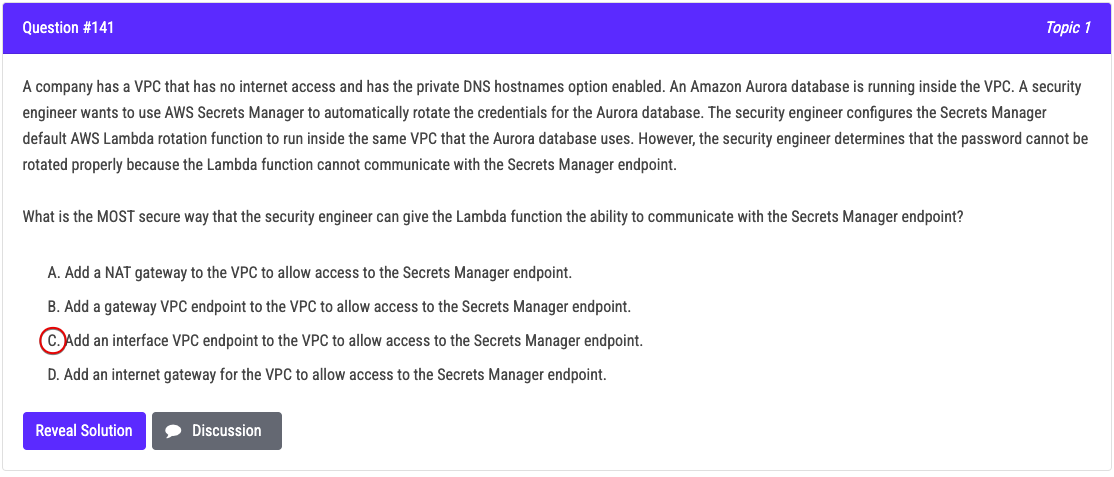 Question #141
Topic 1
A company has a VPC that has no internet access and has the private DNS hostnames option enabled. An Amazon Aurora database is running inside the VPC. A security
engineer wants to use AWS Secrets Manager to automatically rotate the credentials for the Aurora database. The security engineer configures the Secrets Manager
default AWS Lambda rotation function to run inside the same VPC that the Aurora database uses. However, the security engineer determines that the password cannot be
rotated properly because the Lambda function cannot communicate with the Secrets Manager endpoint.
What is the MOST secure way that the security engineer can give the Lambda function the ability to communicate with the Secrets Manager endpoint?
A. Add a NAT gateway to the VPC to allow access to the Secrets Manager endpoint.
B. Add a gateway VPC endpoint to the VPC to allow access to the Secrets Manager endpoint.
C. Add an interface VPC endpoint to the VPC to allow access to the Secrets Manager endpoint.
D. Add an internet gateway for the VPC to allow access to the Secrets Manager endpoint.
Reveal Solution
Discussion